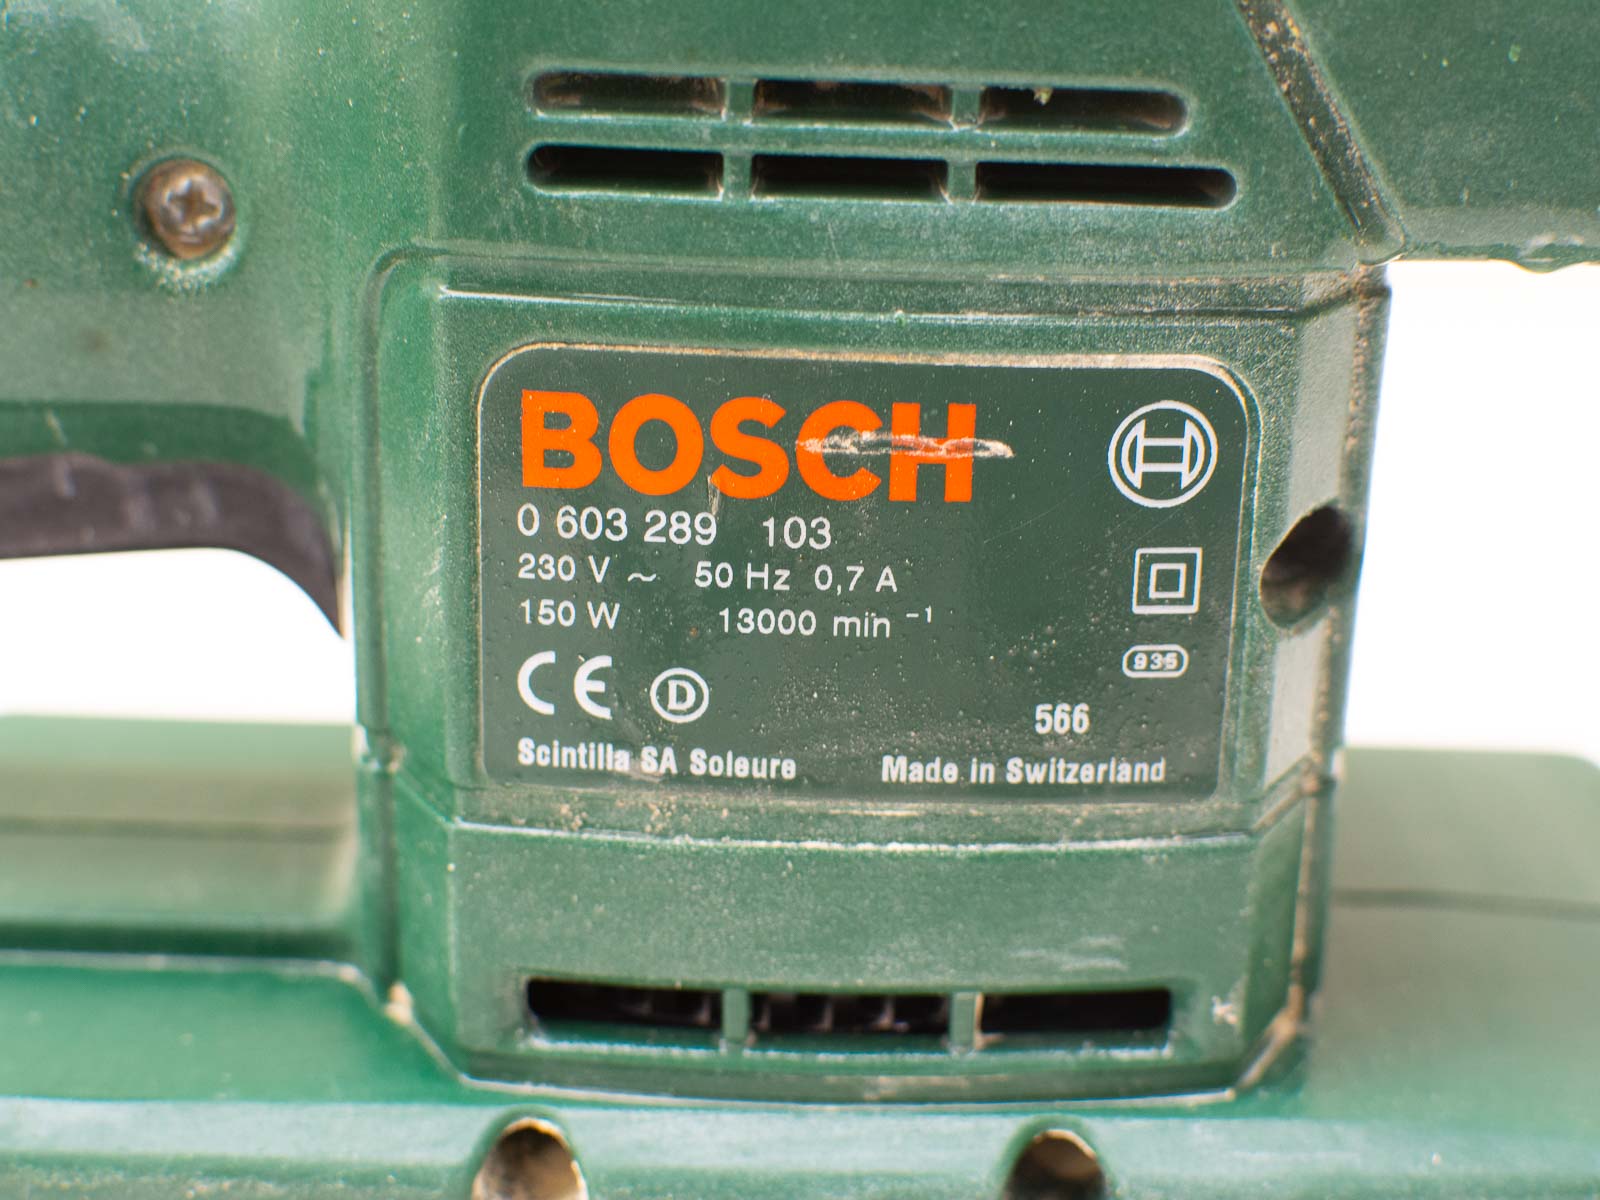 BOSCH
0 603 289 103
230 V ~ 50 Hz 0,7 A
150 W 13000 min ⁻¹
935
CE D
566
Scintilla SA Soleure Made in Switzerland